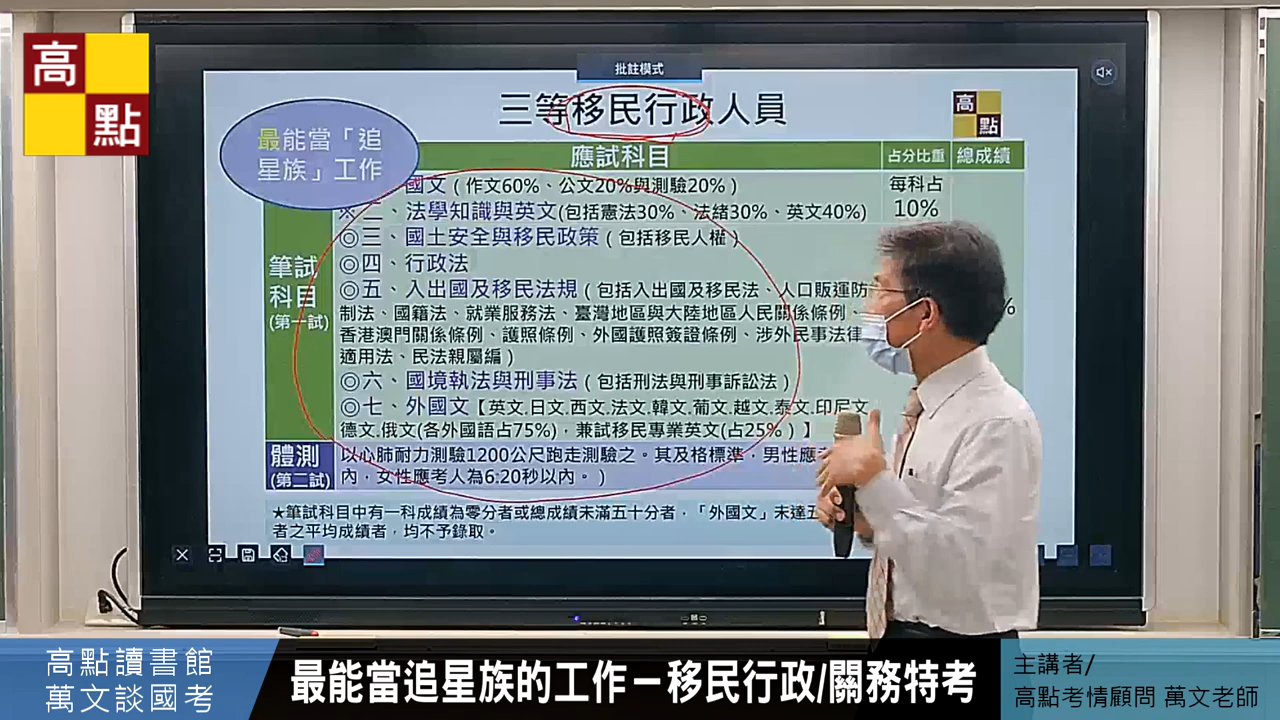 高
點
批註模式
三等移民行政人員
高
點
最能當「追
星族」工作
應試科目
占分比重
總成績
筆試
科目
(第一試)
國文（作文60%、公文20%與測驗20%）
每科占
10%
※二、法學知識與英文(包括憲法30%、法緒30%、英文40%)
◎三、國土安全與移民政策（包括移民人權）
◎四、行政法
◎五、入出國及移民法規（包括入出國及移民法、人口販運防
制法、國籍法、就業服務法、臺灣地區與大陸地區人民關係條例、
香港澳門關係條例、護照條例、外國護照簽證條例、涉外民事法律
適用法、民法親屬編）
%
◎六、國境執法與刑事法（包括刑法與刑事訴訟法）
◎七、外國文【英文.日文.西文.法文.韓文.葡文.越文.泰文.印尼文
德文.俄文(各外國語占75%)，兼試移民專業英文(占25%）】
體測
(第二試)
以心肺耐力測驗1200公尺跑走測驗之。其及格標準，男性應
內，女性應考人為6:20秒以內。）
★筆試科目中有一科成績為零分者或總成績未滿五十分者，「外國文」未達五
者之平均成績者，均不予錄取。
高點讀書館
萬文談國考
最能當追星族的工作－移民行政/關務特考
主講者/
高點考情顧問 萬文老師